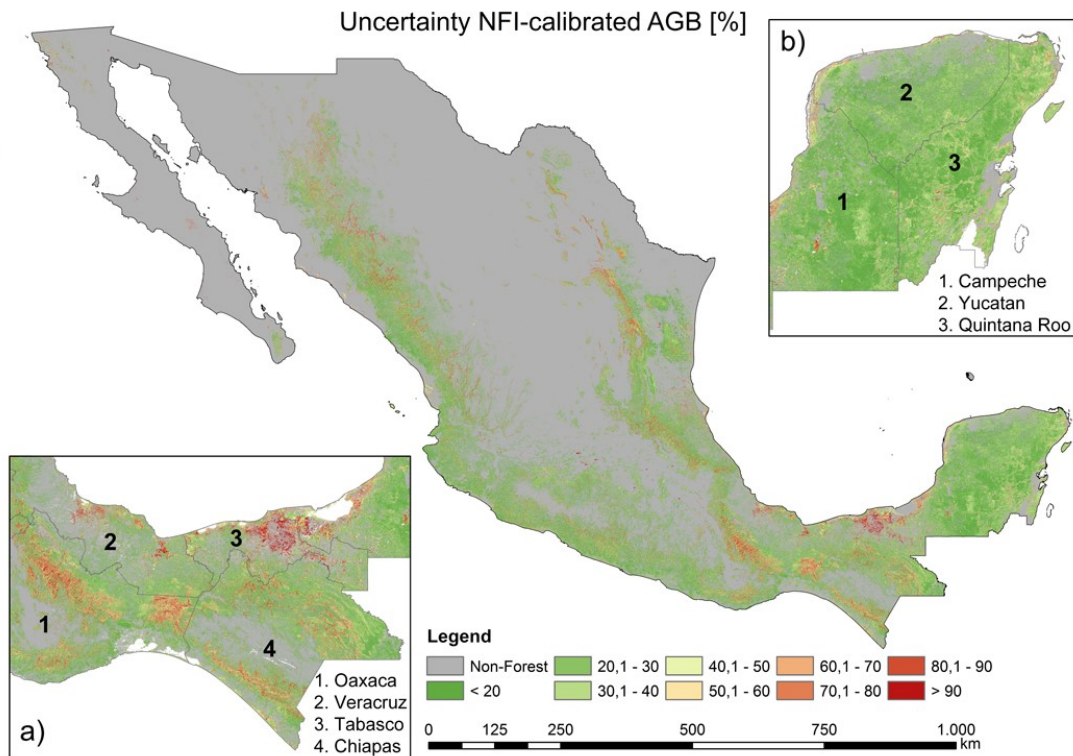 Uncertainty NFI-calibrated AGB [%]
b)
2
3
1
1. Campeche
2. Yucatan
3. Quintana Roo
2
3
1
4
1. Oaxaca
2. Veracruz
3. Tabasco
4. Chiapas
a)
Legend
Non-Forest 20,1 - 30 40,1 - 50 60,1 - 70 80,1 - 90
< 20 30,1 - 40 50,1 - 60 70,1 - 80 > 90
0 250 500 750 1.000
km